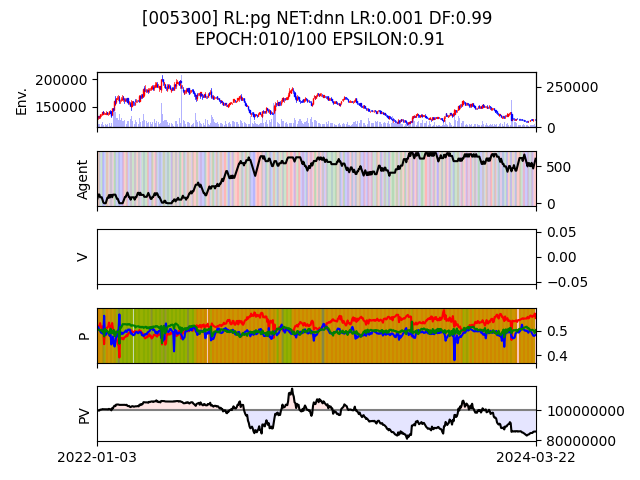 [005300] RL:pg NET:dnn LR:0.001 DF:0.99
EPOCH:010/100 EPSILON:0.91
Env.
200000
150000
250000
0
Agent
500
0
V
0.05
0.00
−0.05
P
0.5
0.4
PV
100000000
80000000
2022-01-03
2024-03-22